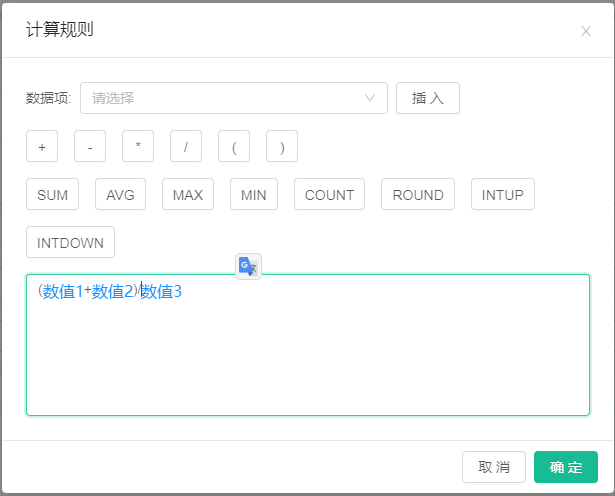 计算规则
数据项: 请选择 插入
+ - * / ( )
SUM AVG MAX MIN COUNT ROUND INTUP
INTDOWN
(数值1+数值2)/数值3
取消 确定